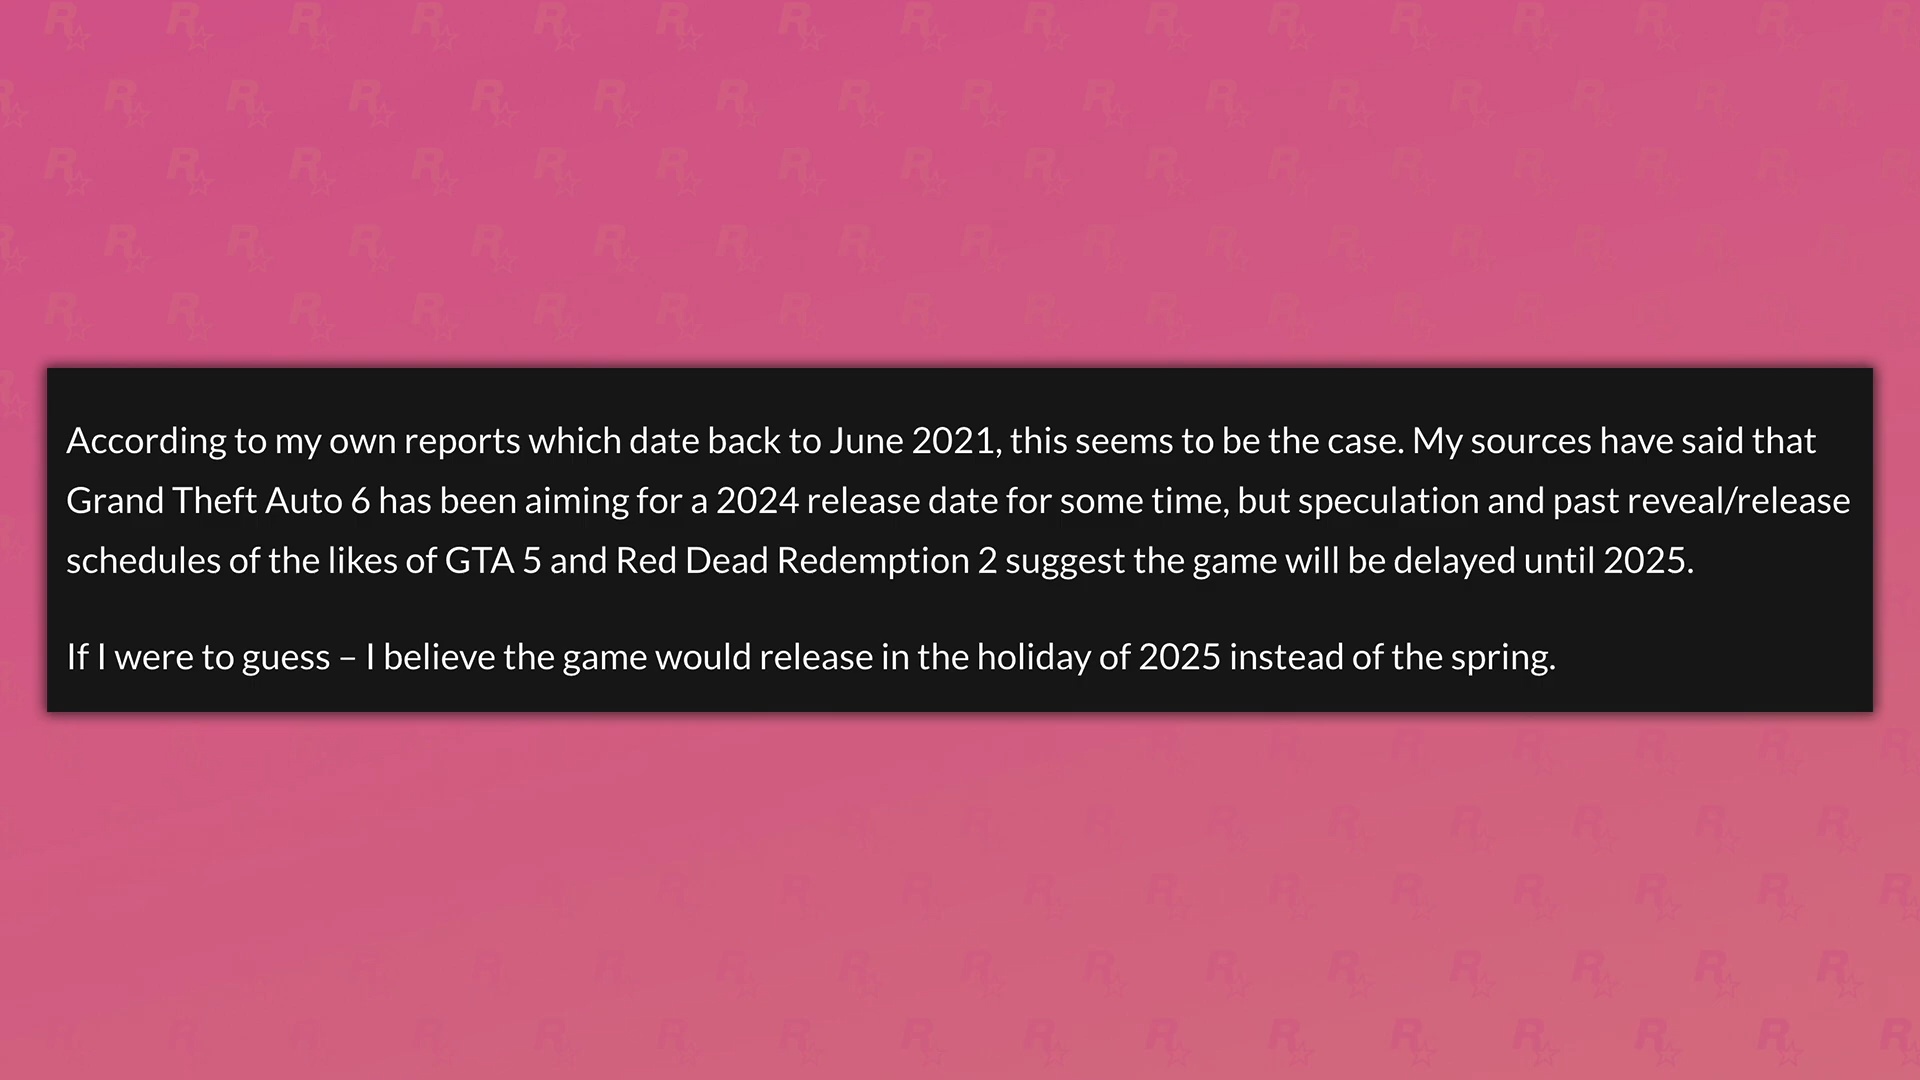 According to my own reports which date back to June 2021, this seems to be the case. My sources have said that
Grand Theft Auto 6 has been aiming for a 2024 release date for some time, but speculation and past reveal/release
schedules of the likes of GTA 5 and Red Dead Redemption 2 suggest the game will be delayed until 2025.
If I were to guess – I believe the game would release in the holiday of 2025 instead of the spring.